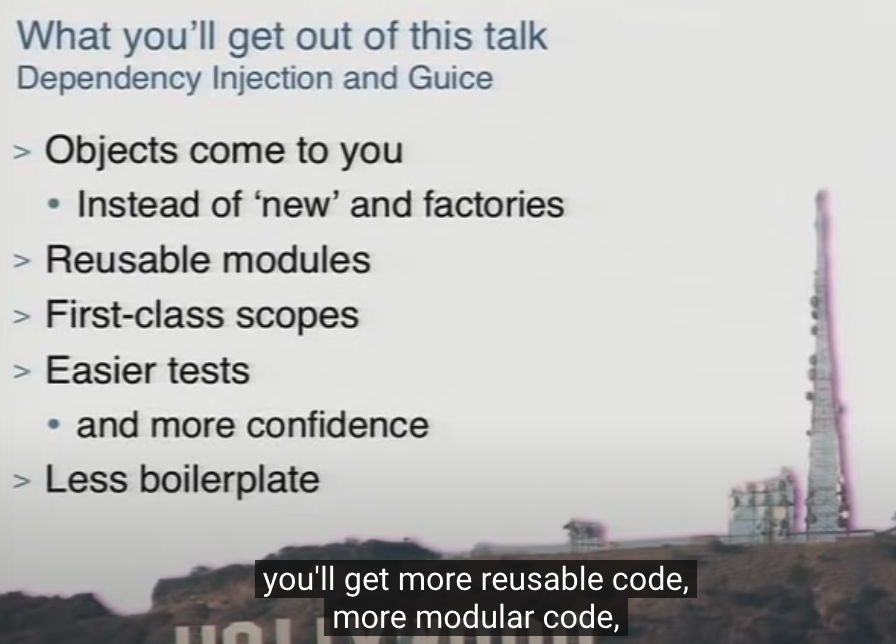 What you'll get out of this talk
Dependency Injection and Guice
> Objects come to you
• Instead of ‘new’ and factories
> Reusable modules
> First-class scopes
> Easier tests
• and more confidence
> Less boilerplate
HOLLYWOOD
you'll get more reusable code,
more modular code,